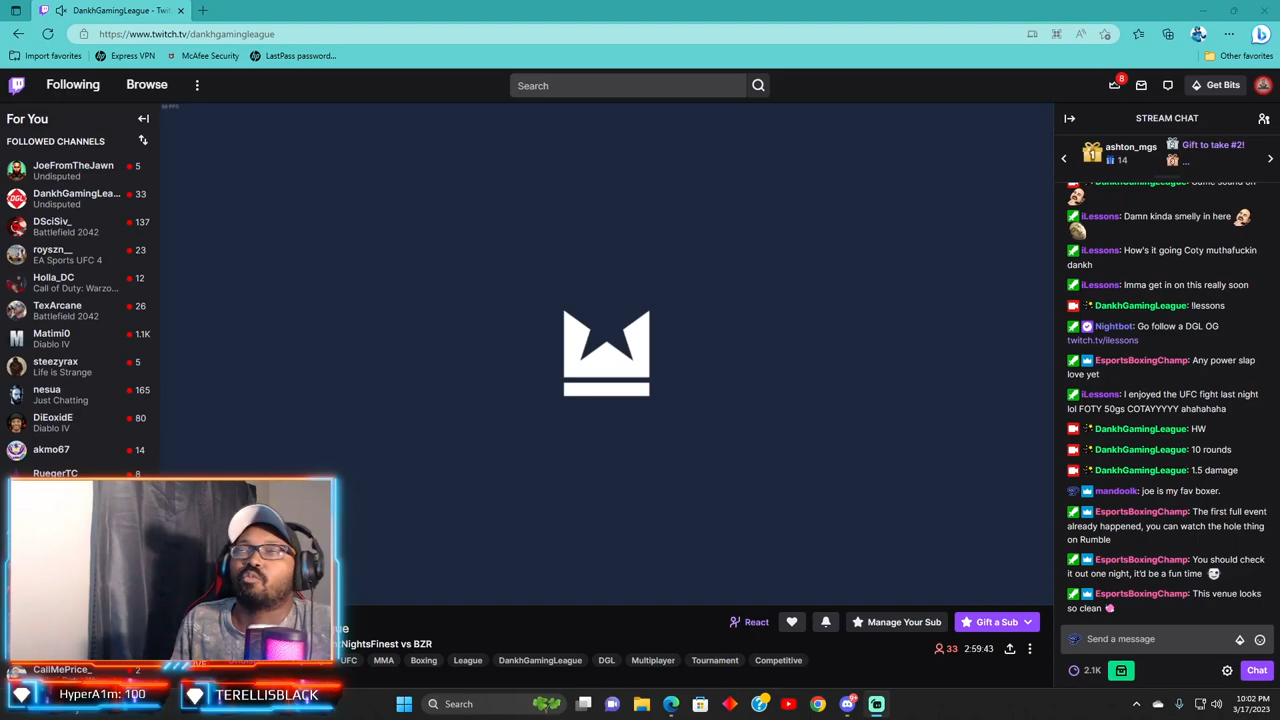 DankhGamingLeague - Twit
https://www.twitch.tv/dankhgamingleague
Import favorites
Express VPN
McAfee Security
LastPass password...
Other favorites
Following
Browse
Search
8
Get Bits
For You
FOLLOWED CHANNELS
JoeFromTheJawn
5
Undisputed
DankhGamingLea...
33
Undisputed
DSciSiv_
137
Battlefield 2042
royszn__
23
EA Sports UFC 4
Holla_DC
12
Call of Duty: Warzo...
TexArcane
26
Battlefield 2042
Matimi0
1.1K
Diablo IV
steezyrax
5
Life is Strange
nesua
165
Just Chatting
DiEoxidE
80
Diablo IV
akmo67
14
RuegerTC
8
CallMePrice_
2
HyperA1m: 100
TERELLISBLACK
NightsFinest vs BZR
UFC
MMA
Boxing
League
DankhGamingLeague
DGL
Multiplayer
Tournament
Competitive
React
Manage Your Sub
Gift a Sub
33
2:59:43
STREAM CHAT
1
ashton_mgs
14
2
Gift to take #2!
3
...
DankhGamingLeague: Game sound on
iLessons: Damn kinda smelly in here
iLessons: How's it going Coty muthafuckin
dankh
iLessons: Imma get in on this really soon
DankhGamingLeague: !lessons
Nightbot: Go follow a DGL OG
twitch.tv/ilessons
EsportsBoxingChamp: Any power slap
love yet
iLessons: I enjoyed the UFC fight last night
lol FOTY 50gs COTAYYYYY ahahahaha
DankhGamingLeague: HW
DankhGamingLeague: 10 rounds
DankhGamingLeague: 1.5 damage
mandoolk: joe is my fav boxer.
EsportsBoxingChamp: The first full event
already happened, you can watch the hole thing
on Rumble
EsportsBoxingChamp: You should check
it out one night, it'd be a fun time
EsportsBoxingChamp: This venue looks
so clean
Send a message
2.1K
Chat
Search
10:02 PM
3/17/2023